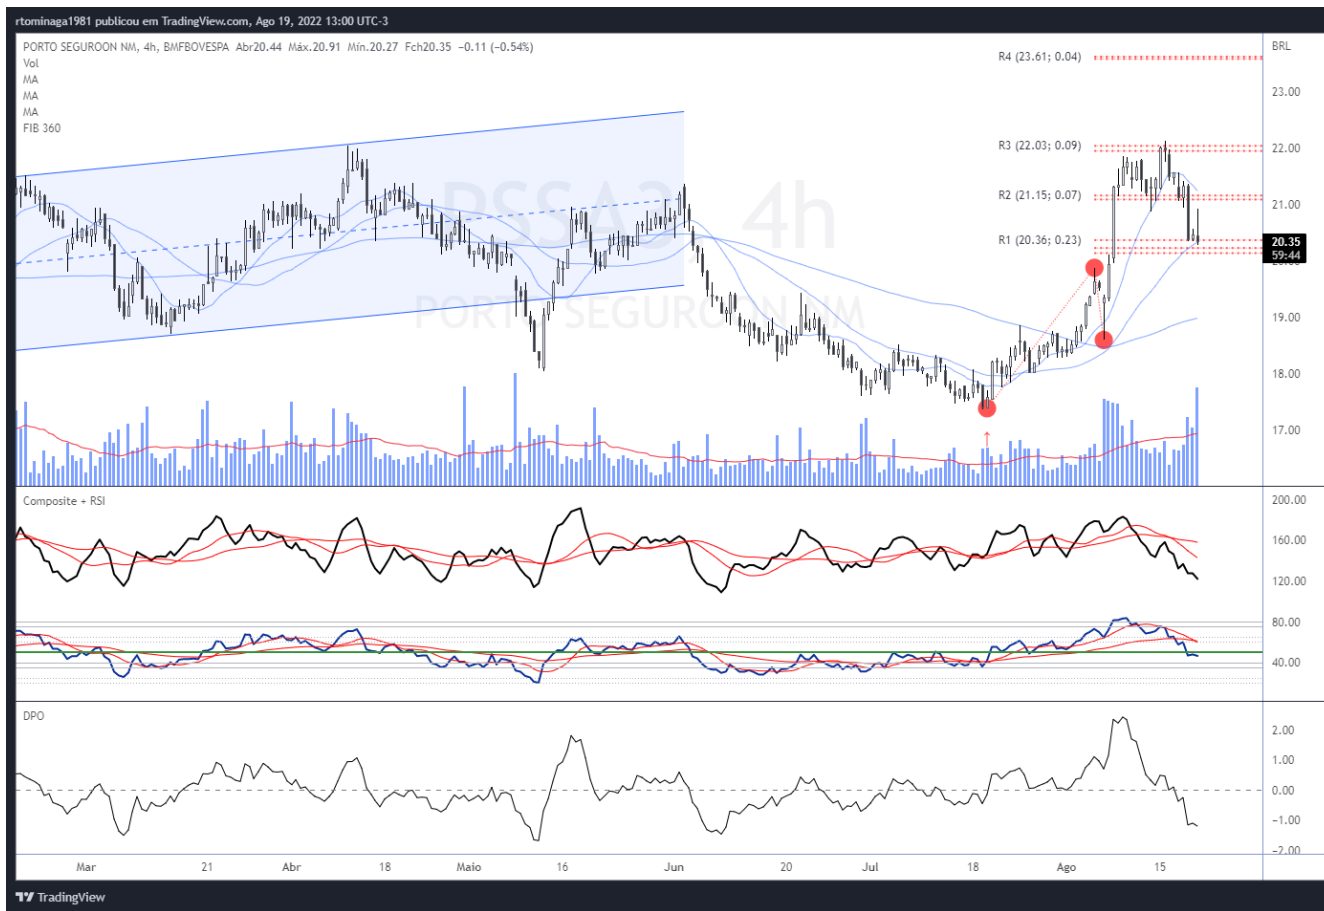 rtominaga1981 publicou em TradingView.com, Ago 19, 2022 13:00 UTC-3
PORTO SEGUROON NM, 4h, BMFBOVESPA Abr20.44 Máx.20.91 Mín.20.27 Fch20.35 −0.11 (−0.54%)
BRL
Vol
MA
MA
MA
FIB 360
R4 (23.61; 0.04)
23.00
R3 (22.03; 0.09)
22.00
R2 (21.15; 0.07)
21.00
PSSA3, 4h
R1 (20.36; 0.23)
20.35
59:44
20.00
PORTO SEGUROON NM
19.00
18.00
17.00
Composite + RSI
200.00
160.00
120.00
80.00
40.00
DPO
2.00
1.00
0.00
−1.00
−2.00
Mar 21 Abr 18 Maio 16 Jun 20 Jul 18 Ago 15
TradingView